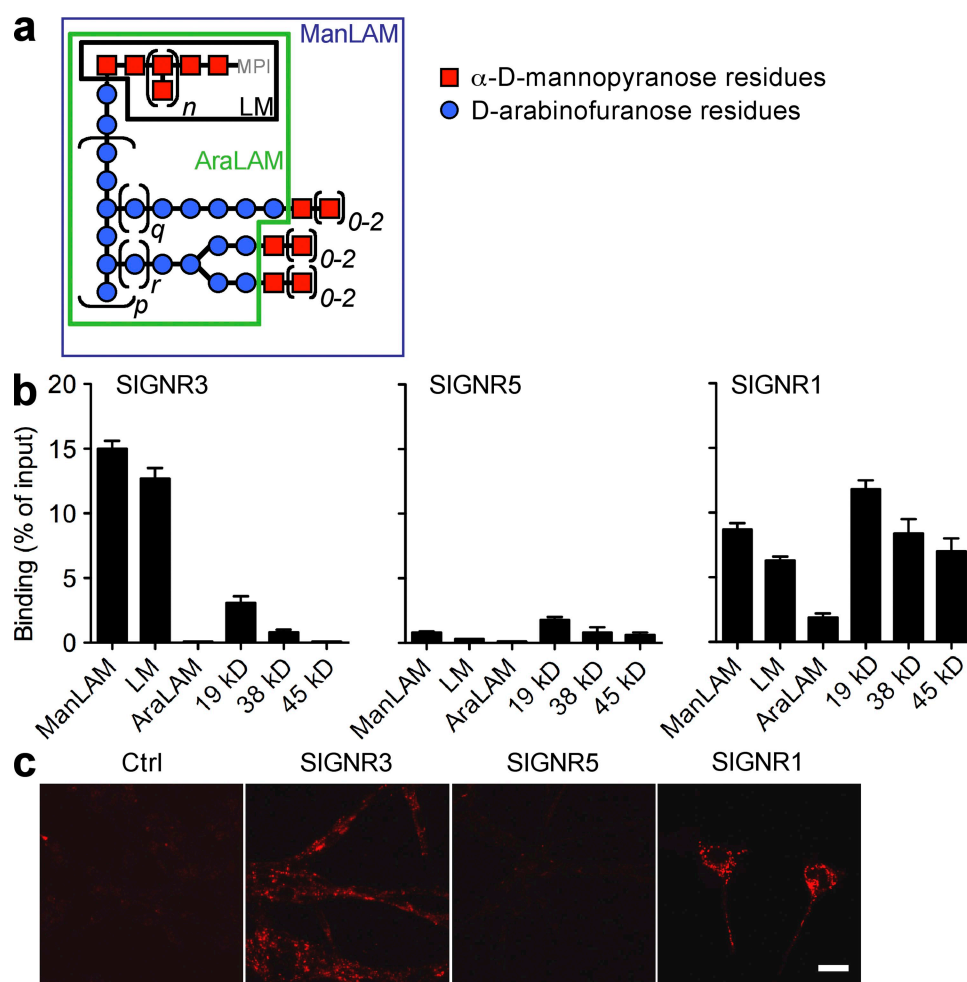 a
ManLAM
MPI
n
LM
AraLAM
q
0-2
r
0-2
0-2
p
α-D-mannopyranose residues
D-arabinofuranose residues
b
SIGNR3 SIGNR5 SIGNR1
Binding (% of input)
20
15
10
5
0
ManLAM LM AraLAM 19 kD 38 kD 45 kD
ManLAM LM AraLAM 19 kD 38 kD 45 kD
ManLAM LM AraLAM 19 kD 38 kD 45 kD
c
Ctrl SIGNR3 SIGNR5 SIGNR1